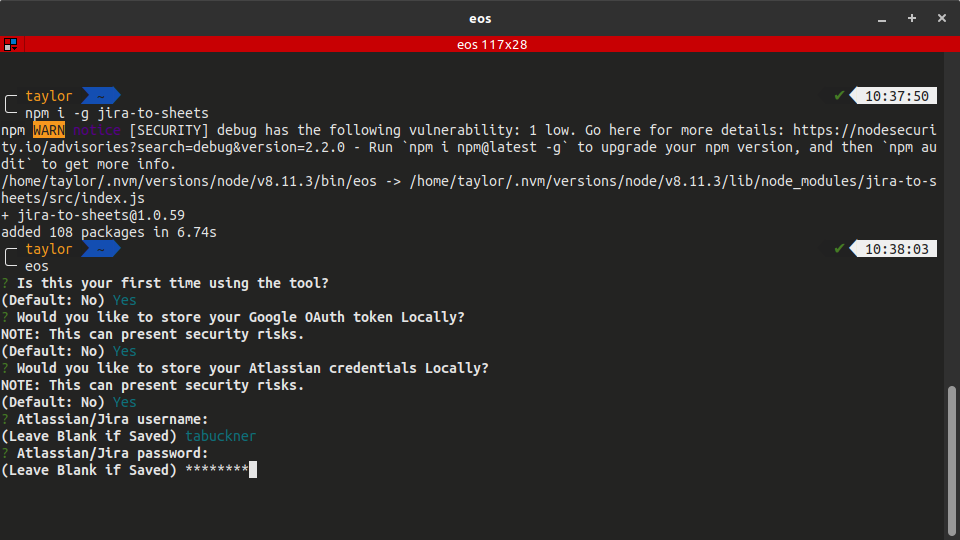 eos
eos 117x28
taylor ~ ✔ 10:37:50
npm i -g jira-to-sheets
npm WARN notice [SECURITY] debug has the following vulnerability: 1 low. Go here for more details: https://nodesecuri
ty.io/advisories?search=debug&version=2.2.0 - Run `npm i npm@latest -g` to upgrade your npm version, and then `npm au
dit` to get more info.
/home/taylor/.nvm/versions/node/v8.11.3/bin/eos -> /home/taylor/.nvm/versions/node/v8.11.3/lib/node_modules/jira-to-s
heets/src/index.js
+ jira-to-sheets@1.0.59
added 108 packages in 6.74s
taylor ~ ✔ 10:38:03
eos
? Is this your first time using the tool?
(Default: No) Yes
? Would you like to store your Google OAuth token Locally?
NOTE: This can present security risks.
(Default: No) Yes
? Would you like to store your Atlassian credentials Locally?
NOTE: This can present security risks.
(Default: No) Yes
? Atlassian/Jira username:
(Leave Blank if Saved) tabuckner
? Atlassian/Jira password:
(Leave Blank if Saved) ********